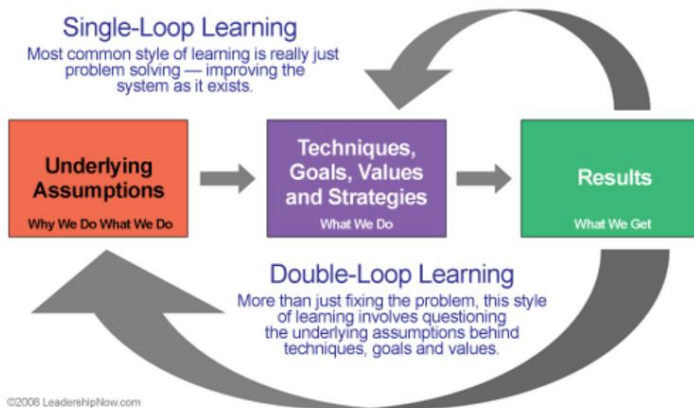 Single-Loop Learning
Most common style of learning is really just
problem solving — improving the
system as it exists.
Underlying
Assumptions
Why We Do What We Do
Techniques,
Goals, Values
and Strategies
What We Do
Results
What We Get
Double-Loop Learning
More than just fixing the problem, this style
of learning involves questioning
the underlying assumptions behind
techniques, goals and values.
©2008 LeadershipNow.com